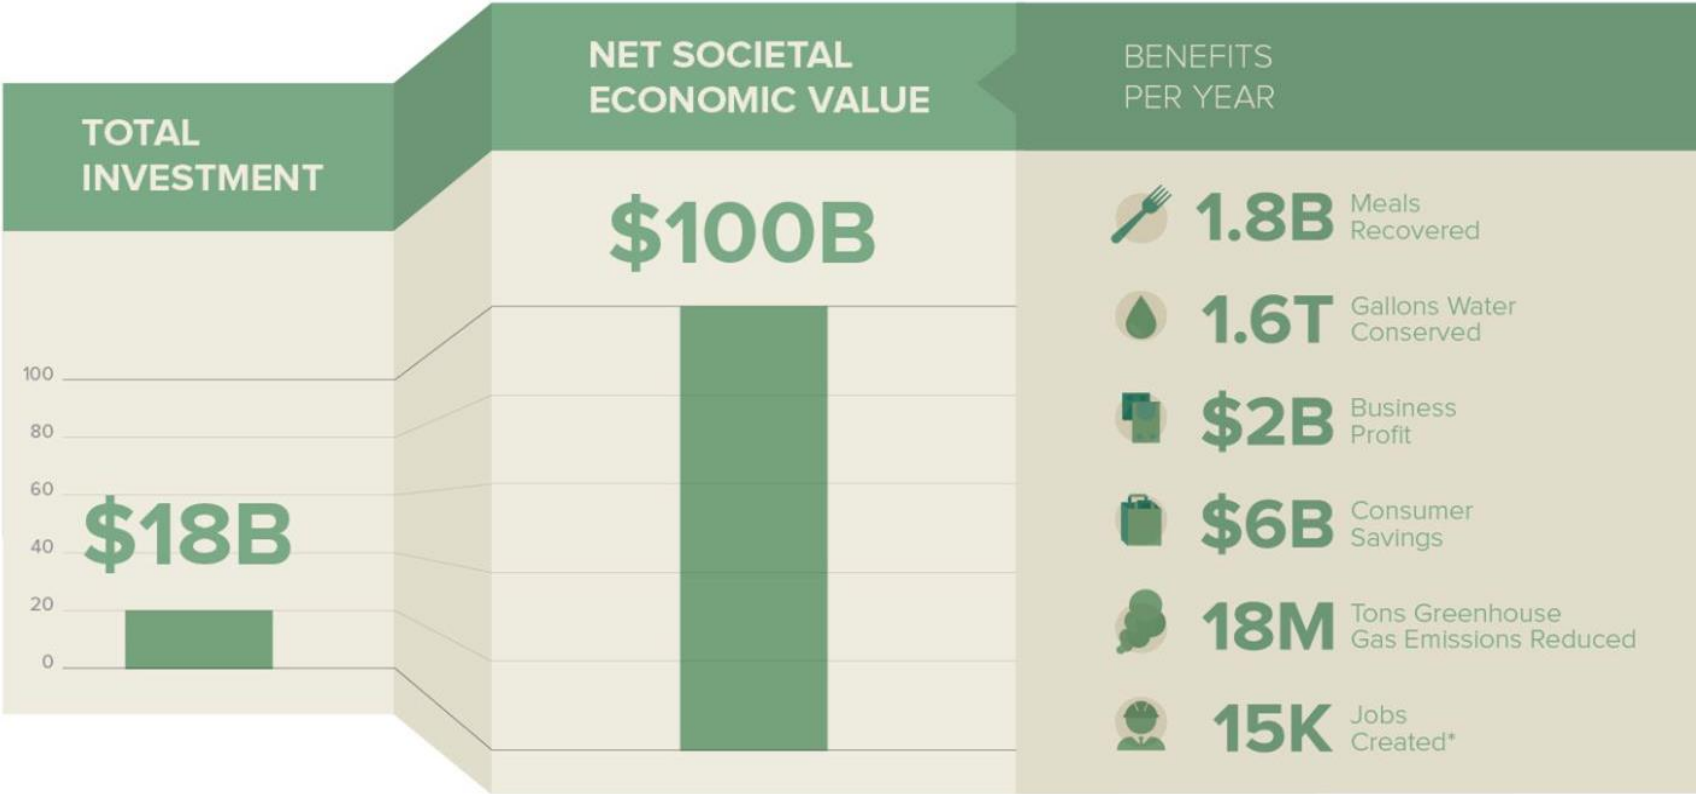 TOTAL
INVESTMENT
100
80
60
40
20
0
$18B
NET SOCIETAL
ECONOMIC VALUE
$100B
BENEFITS
PER YEAR
1.8B
Meals
Recovered
1.6T
Gallons Water
Conserved
$2B
Business
Profit
$6B
Consumer
Savings
18M
Tons Greenhouse
Gas Emissions Reduced
15K
Jobs
Created*